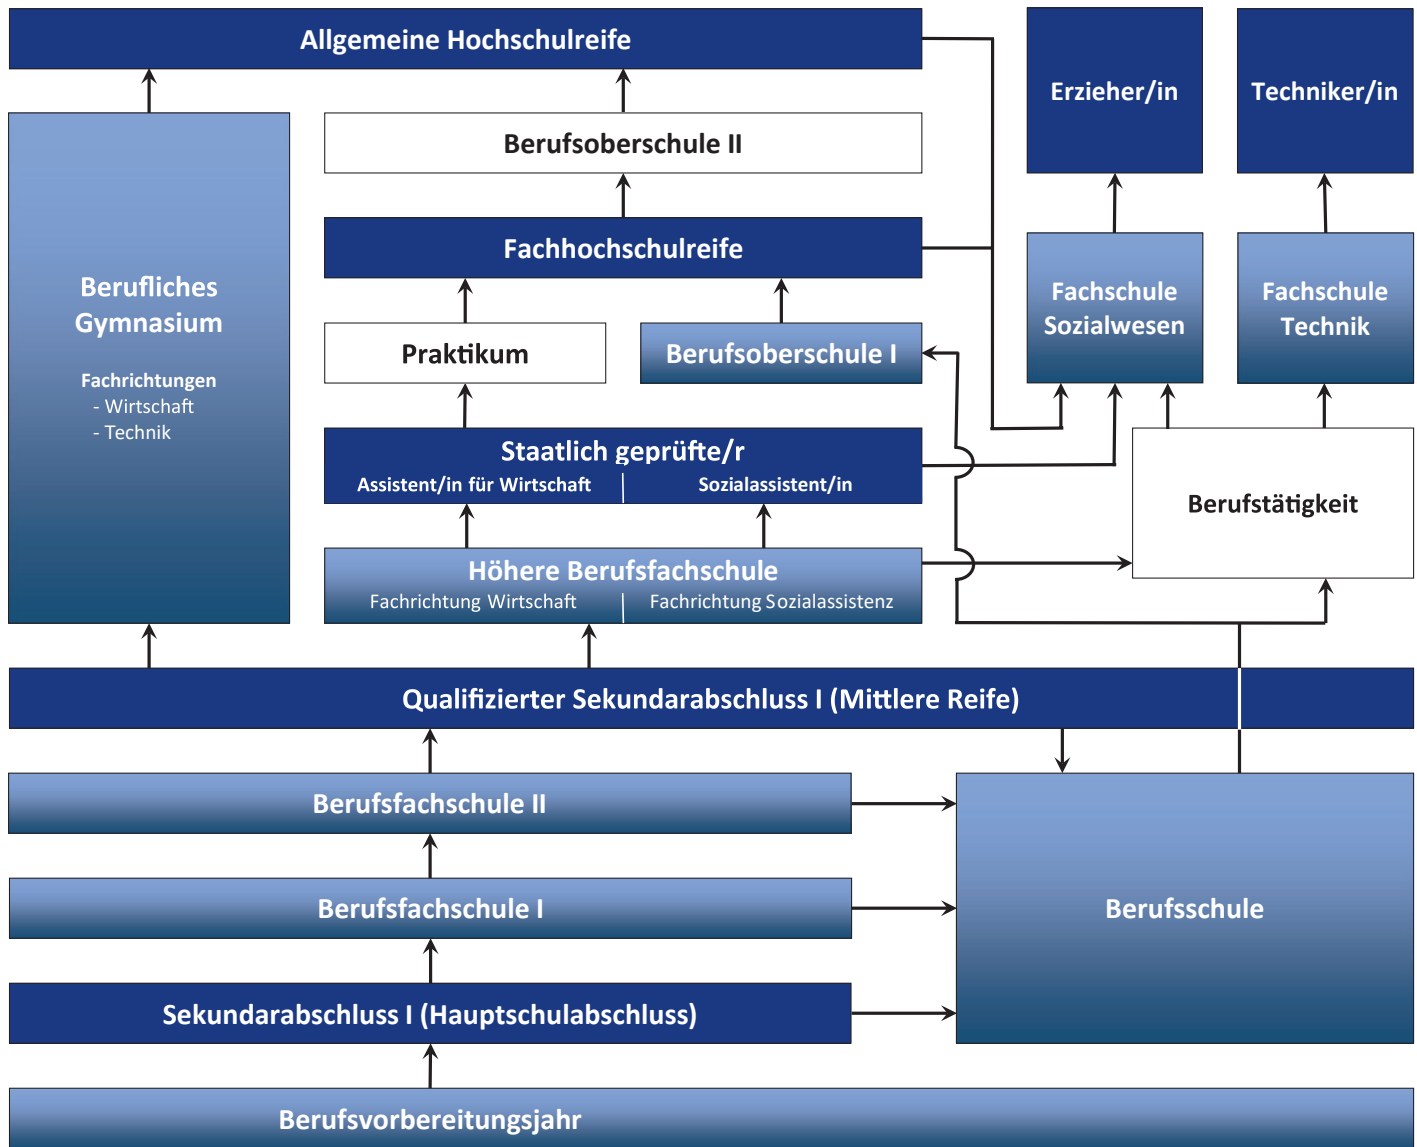 Allgemeine Hochschulreife
Erzieher/in
Techniker/in
Berufsoberschule II
Fachhochschulreife
Berufliches
Gymnasium
Fachrichtungen
- Wirtschaft
- Technik
Fachschule
Sozialwesen
Fachschule
Technik
Praktikum
Berufsoberschule I
Staatlich geprüfte/r
Assistent/in für Wirtschaft
Sozialassistent/in
Berufstätigkeit
Höhere Berufsfachschule
Fachrichtung Wirtschaft
Fachrichtung Sozialassistenz
Qualifizierter Sekundarabschluss I (Mittlere Reife)
Berufsfachschule II
Berufsfachschule I
Berufsschule
Sekundarabschluss I (Hauptschulabschluss)
Berufsvorbereitungsjahr